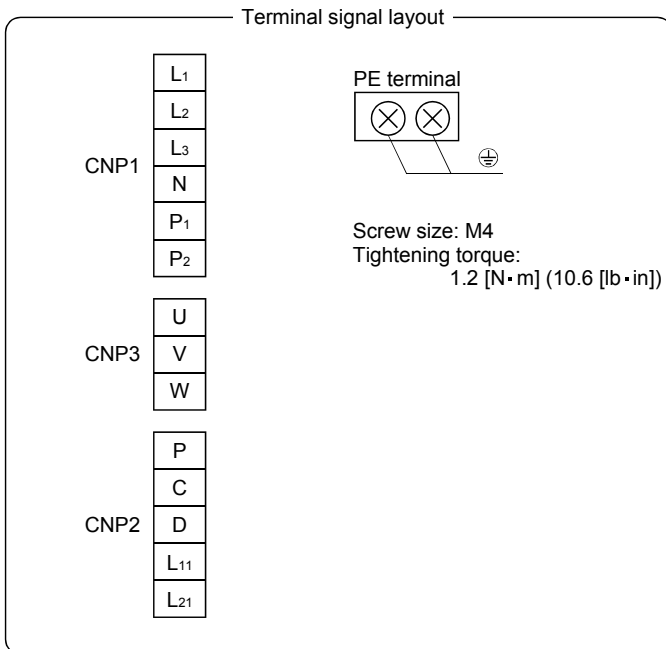 Terminal signal layout
CNP1
L1
L2
L3
N
P1
P2
CNP3
U
V
W
CNP2
P
C
D
L11
L21
PE terminal
Screw size: M4
Tightening torque:
1.2 [N·m] (10.6 [lb·in])